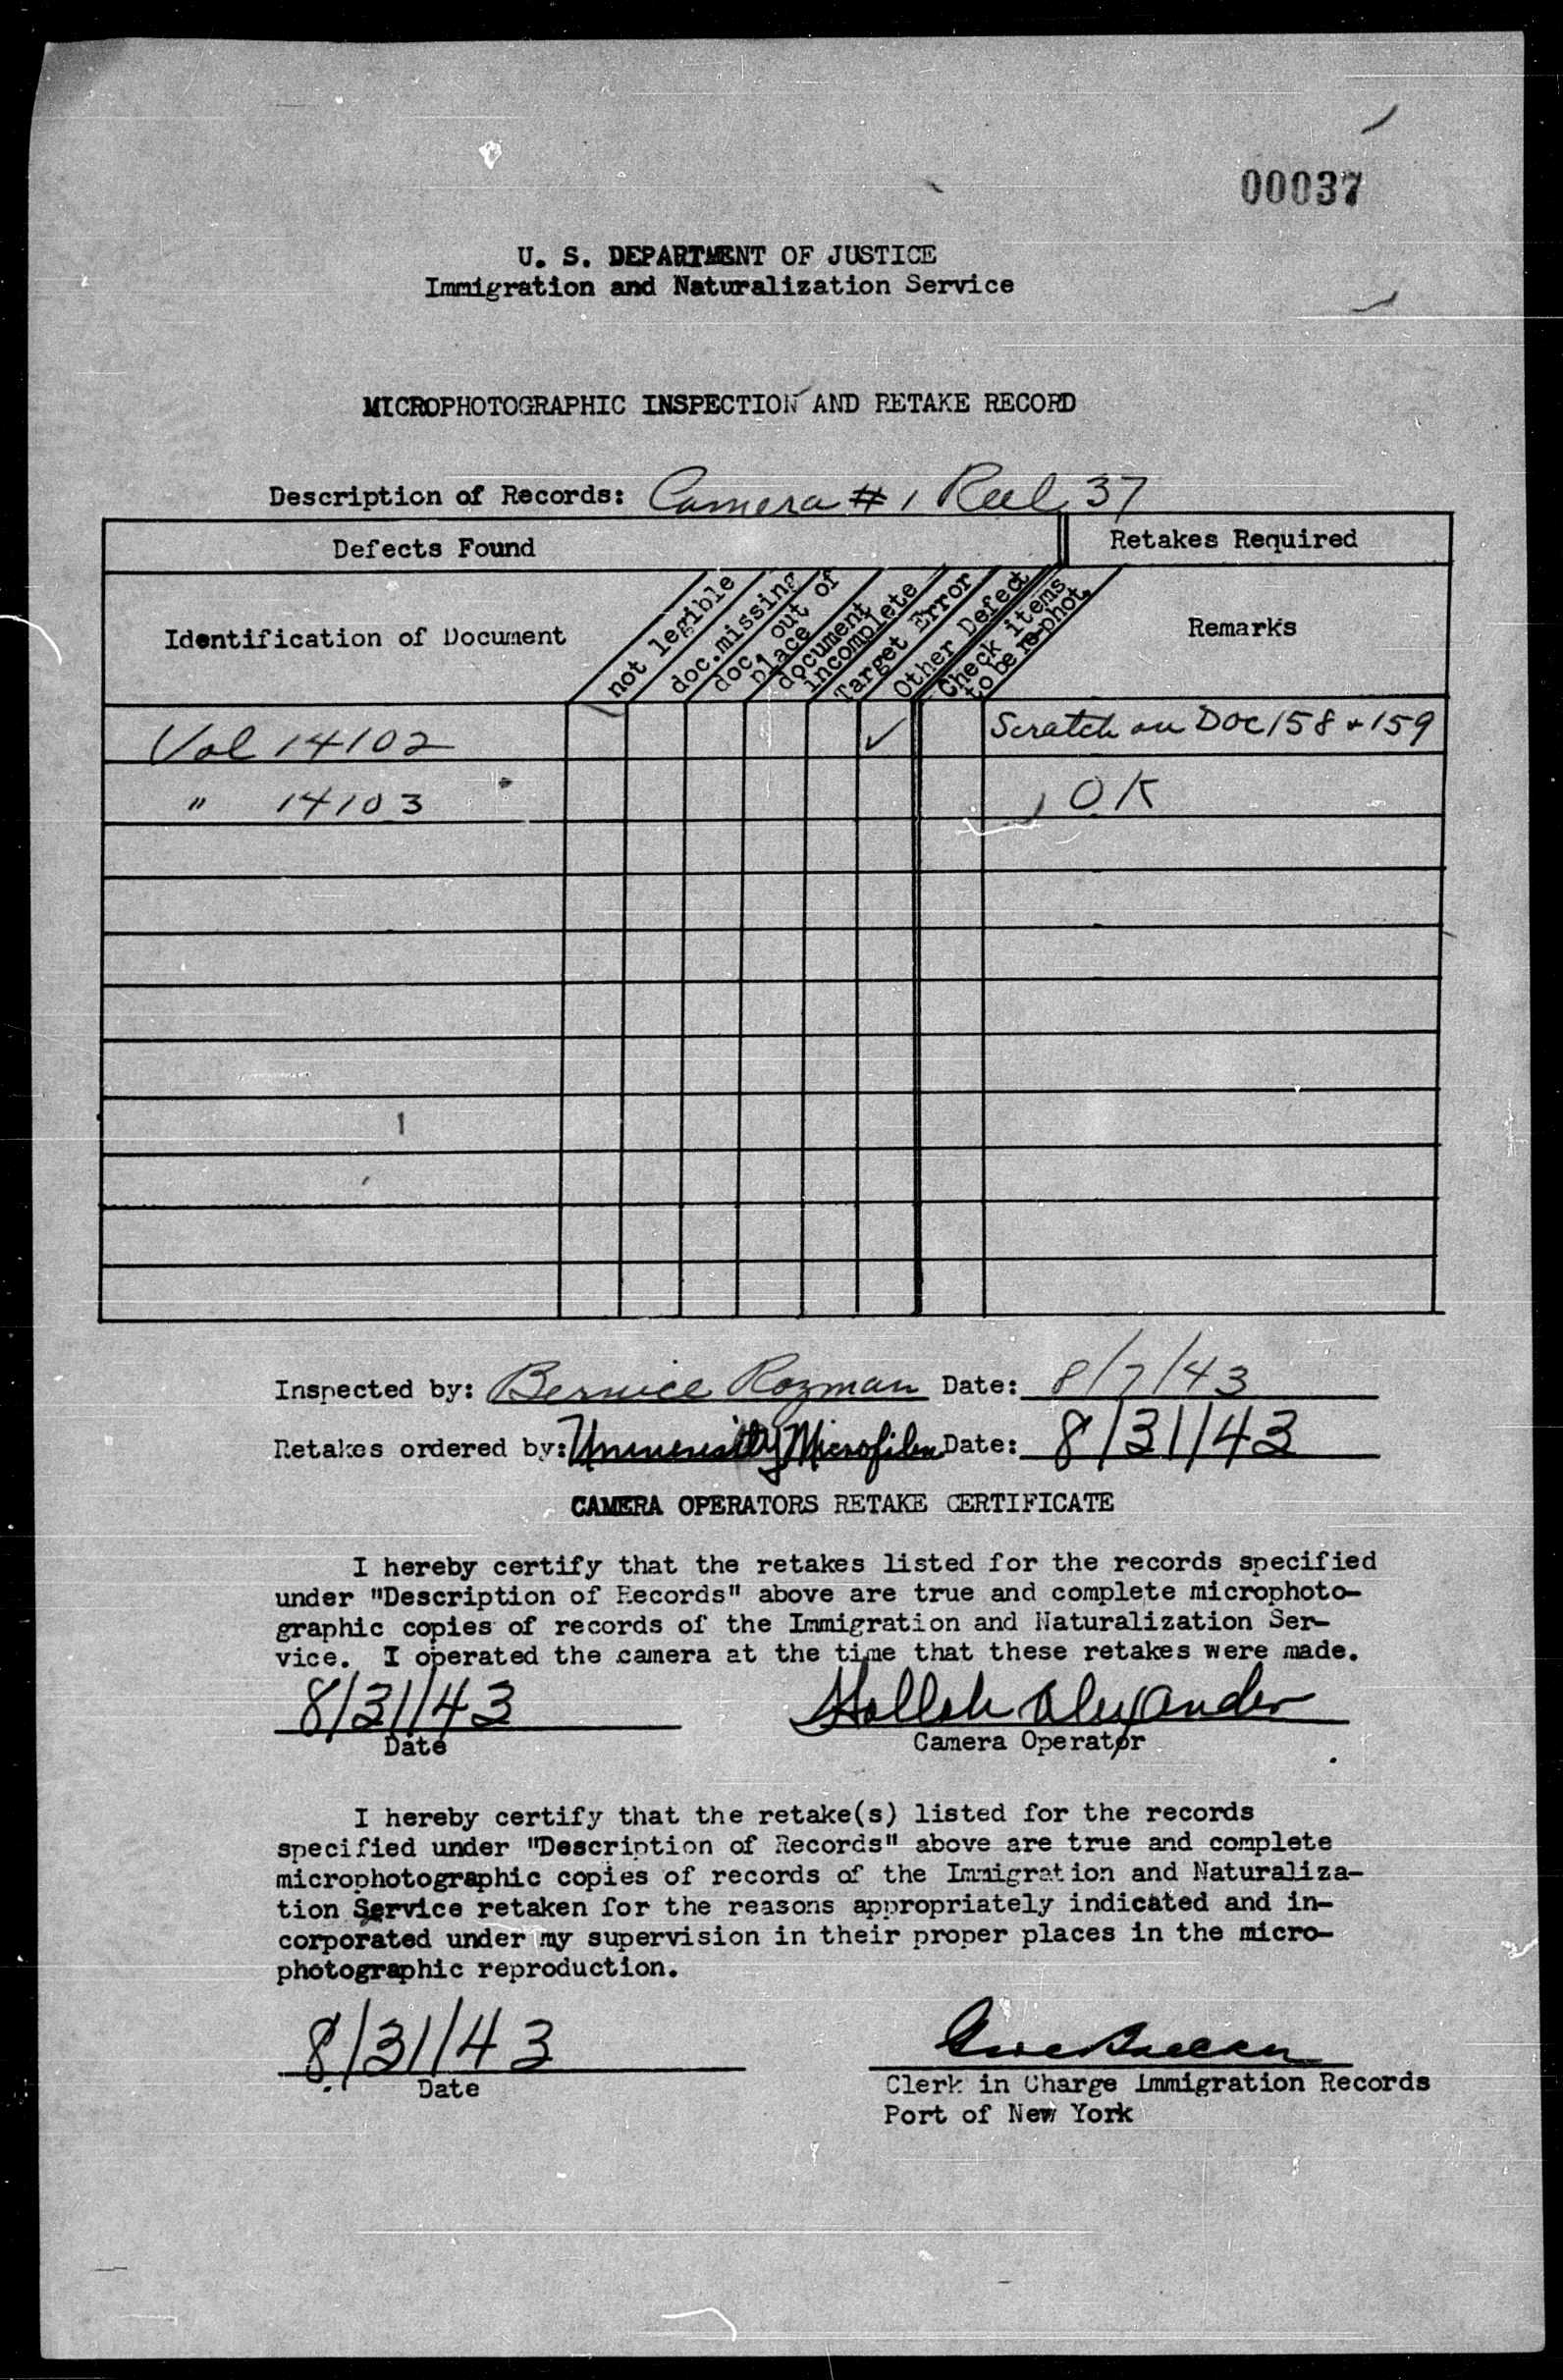 00037
U. S. DEPARTMENT OF JUSTICE
Immigration and Naturalization Service
MICROPHOTOGRAPHIC INSPECTION AND RETAKE RECORD
Description of Records: Camera # 1 Reel 37
Defects Found
Retakes Required
Identification of Document
not legible
doc.missing
doc. out of
place
document
incomplete
Target Error
Other Defect
Check items
to be re-phot.
Remarks
Vol 14102 ✓ Scratch on Doc 158 + 159
" 14103 OK
Inspected by: Bernice Rozman Date: 8/7/43
Retakes ordered by: University Microfilm Date: 8/31/43
CAMERA OPERATORS RETAKE CERTIFICATE
I hereby certify that the retakes listed for the records specified
under "Description of Records" above are true and complete microphoto-
graphic copies of records of the Immigration and Naturalization Ser-
vice. I operated the camera at the time that these retakes were made.
8/31/43 Alexander
Date Camera Operator
I hereby certify that the retake(s) listed for the records
specified under "Description of Records" above are true and complete
microphotographic copies of records of the Immigration and Naturaliza-
tion Service retaken for the reasons appropriately indicated and in-
corporated under my supervision in their proper places in the micro-
photographic reproduction.
8/31/43
Date
Clerk in Charge Immigration Records
Port of New York